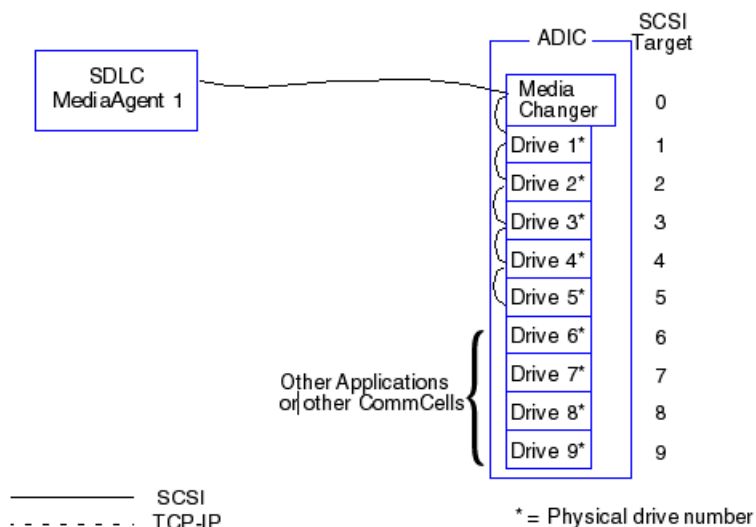 SCSI
Target
ADIC
SDLC
MediaAgent 1
Media
Changer
0
Drive 1*
1
Drive 2*
2
Drive 3*
3
Drive 4*
4
Drive 5*
5
Drive 6*
6
Drive 7*
7
Drive 8*
8
Drive 9*
9
Other Applications
or other CommCells
SCSI
TCP-IP
* = Physical drive number